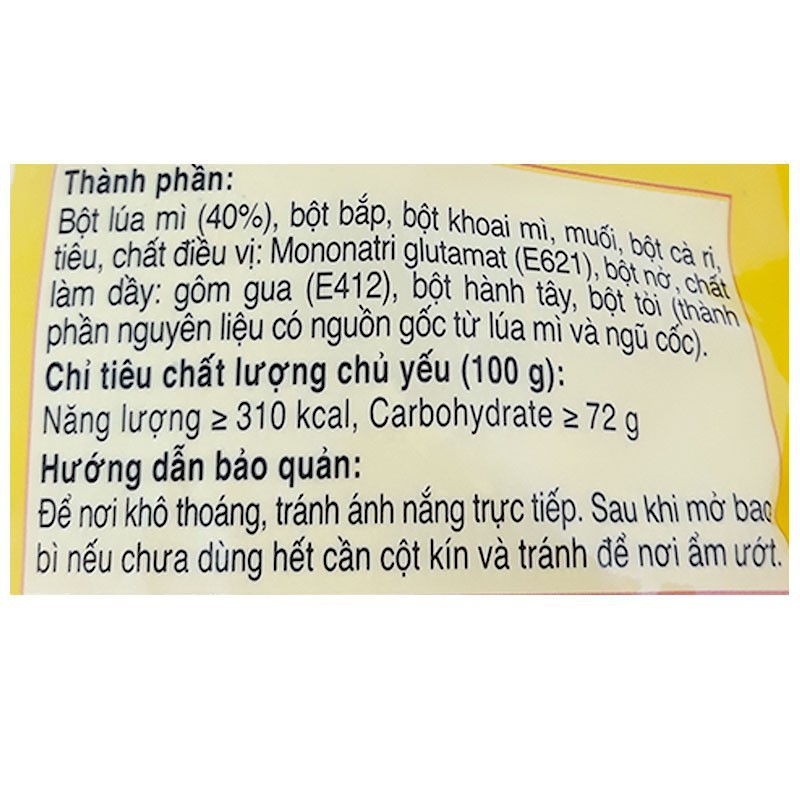 Thành phần:
Bột lúa mì (40%), bột bắp, bột khoai mì, muối, bột cà ri,
tiêu, chất điều vị: Mononatri glutamat (E621), bột nở, chất
làm dầy: gôm gua (E412), bột hành tây, bột tỏi (thành
phần nguyên liệu có nguồn gốc từ lúa mì và ngũ cốc).
Chỉ tiêu chất lượng chủ yếu (100 g):
Năng lượng ≥ 310 kcal, Carbohydrate ≥ 72 g
Hướng dẫn bảo quản:
Để nơi khô thoáng, tránh ánh nắng trực tiếp. Sau khi mở bao
bì nếu chưa dùng hết cần cột kín và tránh để nơi ẩm ướt.